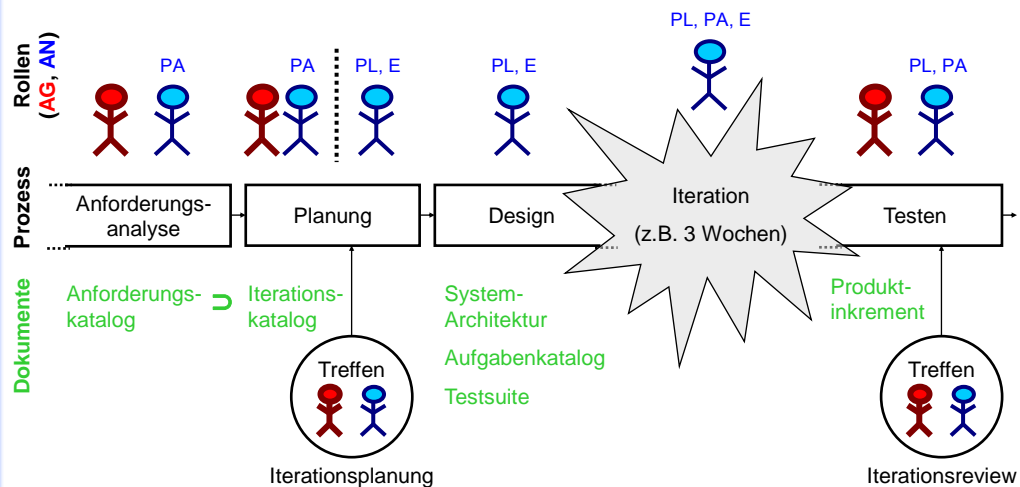 Rollen
(AG, AN)
PA
PA
PL, E
PL, E
PL, PA, E
PL, PA
Prozess
Anforderungs-
analyse
Planung
Design
Iteration
(z.B. 3 Wochen)
Testen
Dokumente
Anforderungs-
katalog
⊃
Iterations-
katalog
System-
Architektur
Aufgabenkatalog
Testsuite
Produkt-
inkrement
Treffen
Iterationsplanung
Treffen
Iterationsreview